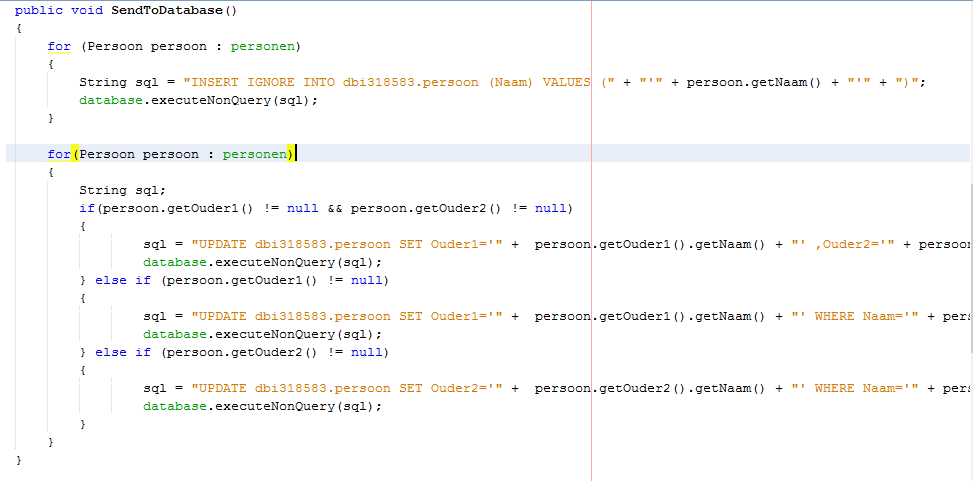 public void SendToDatabase()
{
for (Persoon persoon : personen)
{
String sql = "INSERT IGNORE INTO dbi318583.persoon (Naam) VALUES (" + "'" + persoon.getNaam() + "'" + ")";
database.executeNonQuery(sql);
}
for(Persoon persoon : personen)
{
String sql;
if(persoon.getOuder1() != null && persoon.getOuder2() != null)
{
sql = "UPDATE dbi318583.persoon SET Ouder1='" +  persoon.getOuder1().getNaam() + "' ,Ouder2='" + persoon
database.executeNonQuery(sql);
} else if (persoon.getOuder1() != null)
{
sql = "UPDATE dbi318583.persoon SET Ouder1='" +  persoon.getOuder1().getNaam() + "' WHERE Naam='" + pers
database.executeNonQuery(sql);
} else if (persoon.getOuder2() != null)
{
sql = "UPDATE dbi318583.persoon SET Ouder2='" +  persoon.getOuder2().getNaam() + "' WHERE Naam='" + pers
database.executeNonQuery(sql);
}
}
}